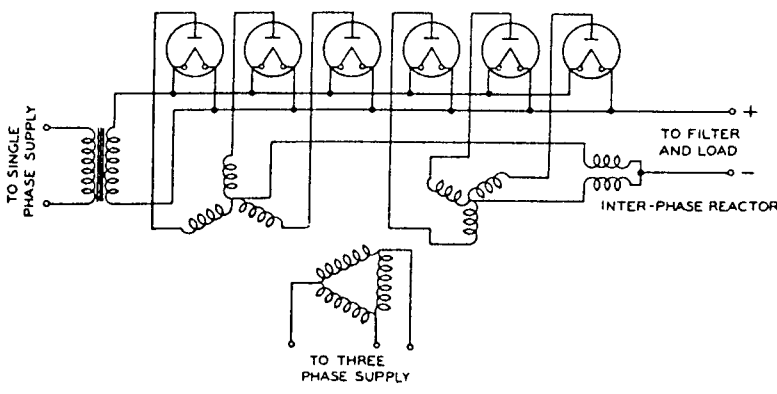 TO SINGLE
PHASE SUPPLY
+
TO FILTER
AND LOAD
−
INTER-PHASE REACTOR
TO THREE
PHASE SUPPLY